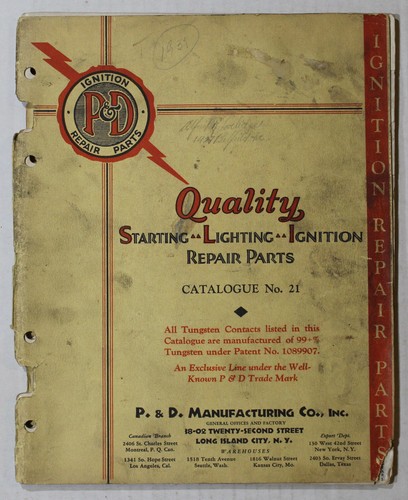 IGNITION
P&D
REPAIR PARTS
IGNITION REPAIR PARTS
Quality
STARTING -- LIGHTING -- IGNITION
REPAIR PARTS
CATALOGUE No. 21
All Tungsten Contacts listed in this
Catalogue are manufactured of 99+%
Tungsten under Patent No. 1089907.
An Exclusive Line under the Well-
Known P & D Trade Mark
P. & D. MANUFACTURING CO., INC.
GENERAL OFFICES AND FACTORY
18-02 TWENTY-SECOND STREET
LONG ISLAND CITY, N. Y.
Canadian Branch
1406 St. Charles Street
Montreal, P. Q. Can.
Export Dept.
130 West 42nd Street
New York, N. Y.
WAREHOUSES
1341 So. Hope Street
Los Angeles, Cal.
1518 Tenth Avenue
Seattle, Wash.
1816 Walnut Street
Kansas City, Mo.
2405 So. Ervay Street
Dallas, Texas